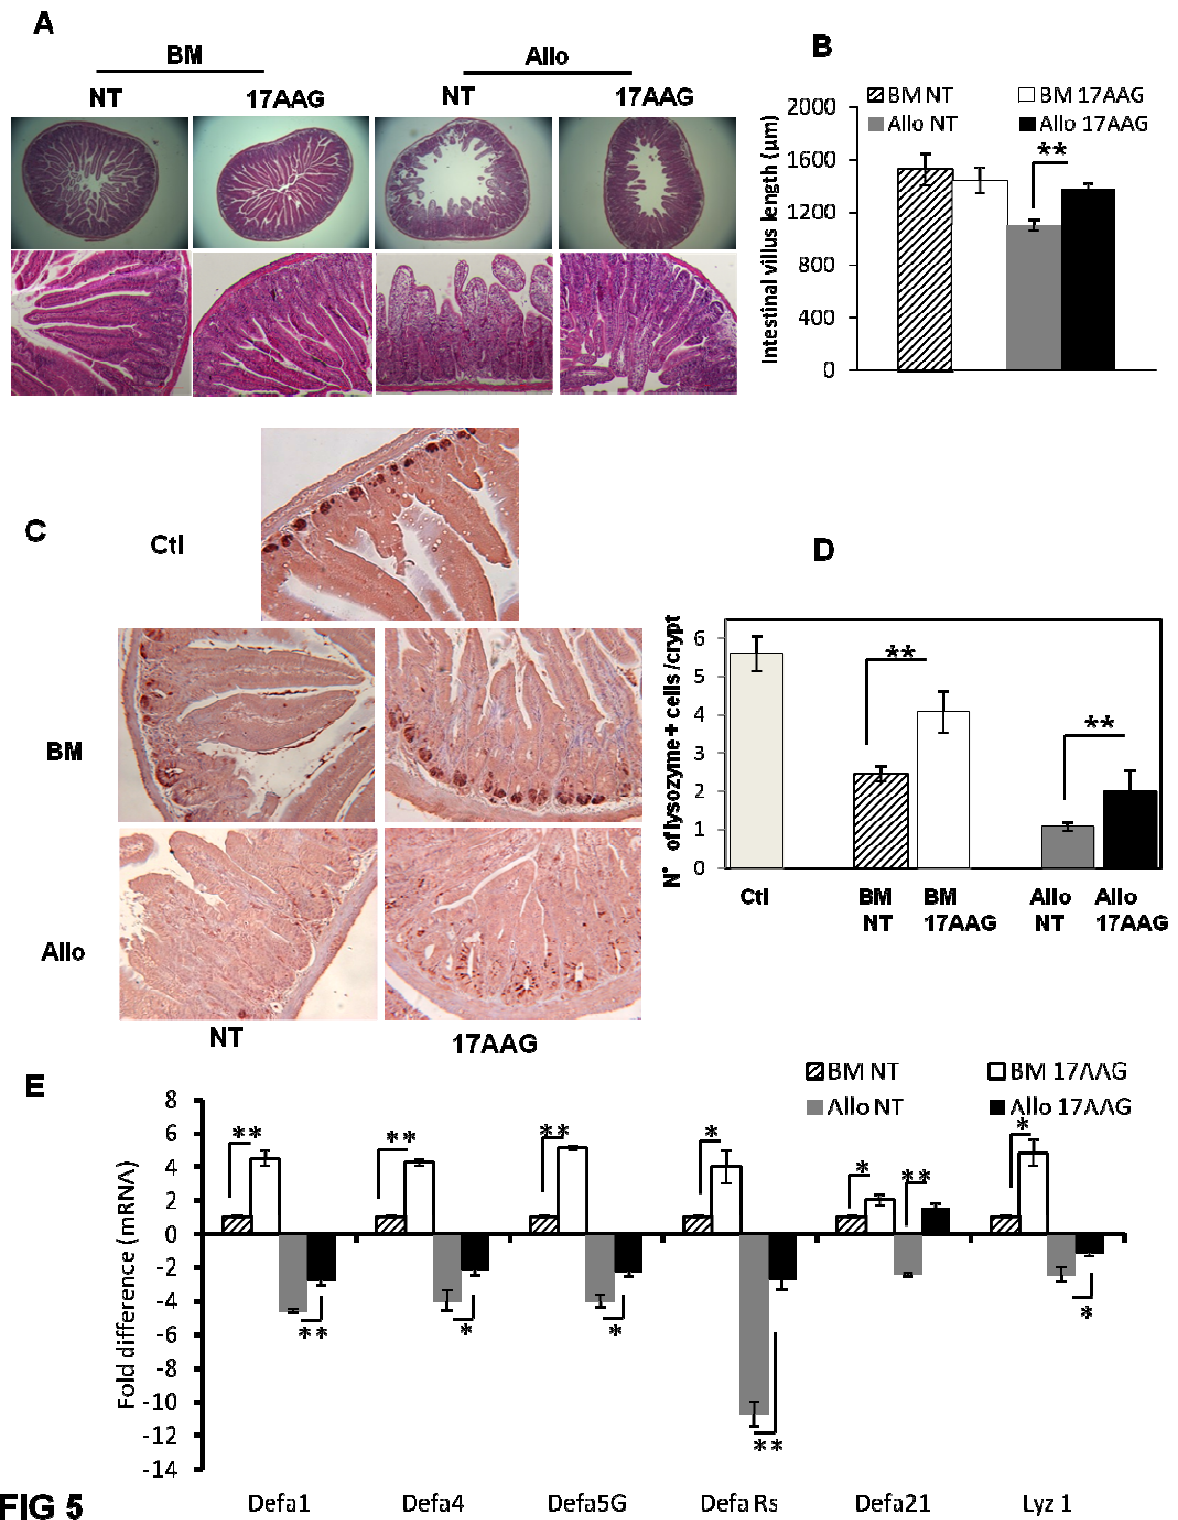 A
BM Allo
NT 17AAG NT 17AAG
B
BM NT BM 17AAG
Allo NT Allo 17AAG
**
2000
1600
1200
800
400
0
Intestinal villus length (µm)
C
Ctl
BM
Allo
NT 17AAG
D
N° of lysozyme+ cells/crypt
6
5
4
3
2
1
0
** **
Ctl BM NT BM 17AAG Allo NT Allo 17AAG
E
BM NT BM 17AAG
Allo NT Allo 17AAG
Fold difference (mRNA)
8
6
4
2
0
-2
-4
-6
-8
-10
-12
-14
** ** ** * * ** *
** * * ** *
Defa1 Defa4 Defa5G Defa Rs Defa21 Lyz 1
FIG 5